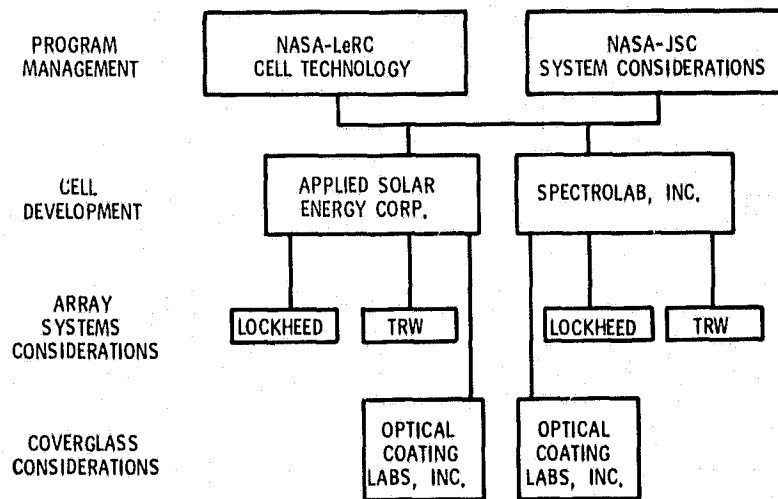 PROGRAM
MANAGEMENT
NASA-LeRC
CELL TECHNOLOGY
NASA-JSC
SYSTEM CONSIDERATIONS
CELL
DEVELOPMENT
APPLIED SOLAR
ENERGY CORP.
SPECTROLAB, INC.
ARRAY
SYSTEMS
CONSIDERATIONS
LOCKHEED
TRW
LOCKHEED
TRW
COVERGLASS
CONSIDERATIONS
OPTICAL
COATING
LABS, INC.
OPTICAL
COATING
LABS, INC.